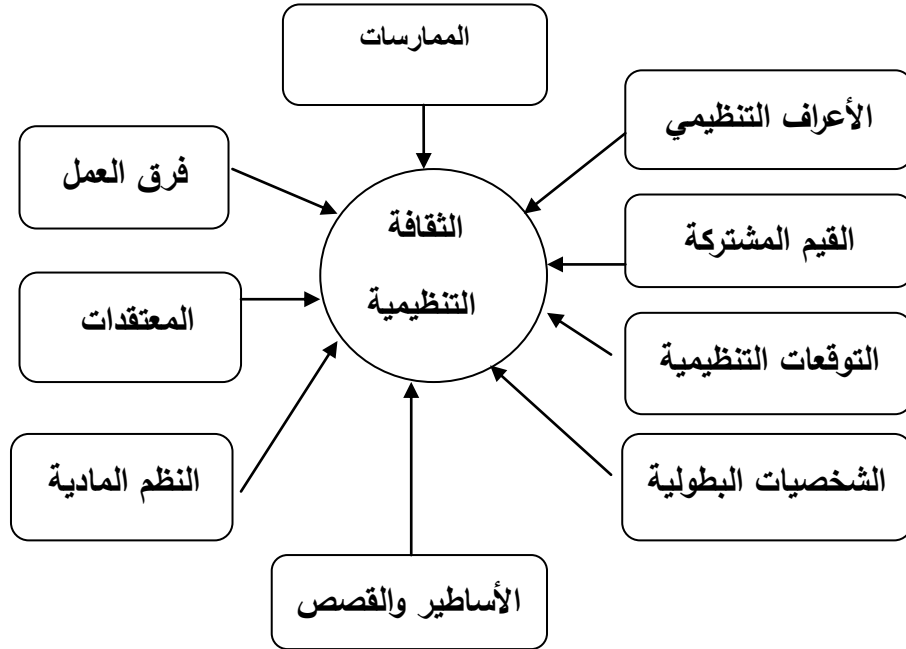 الممارسات
الأعراف التنظيمي
فرق العمل
الثقافة
التنظيمية
القيم المشتركة
المعتقدات
التوقعات التنظيمية
النظم المادية
الشخصيات البطولية
الأساطير والقصص